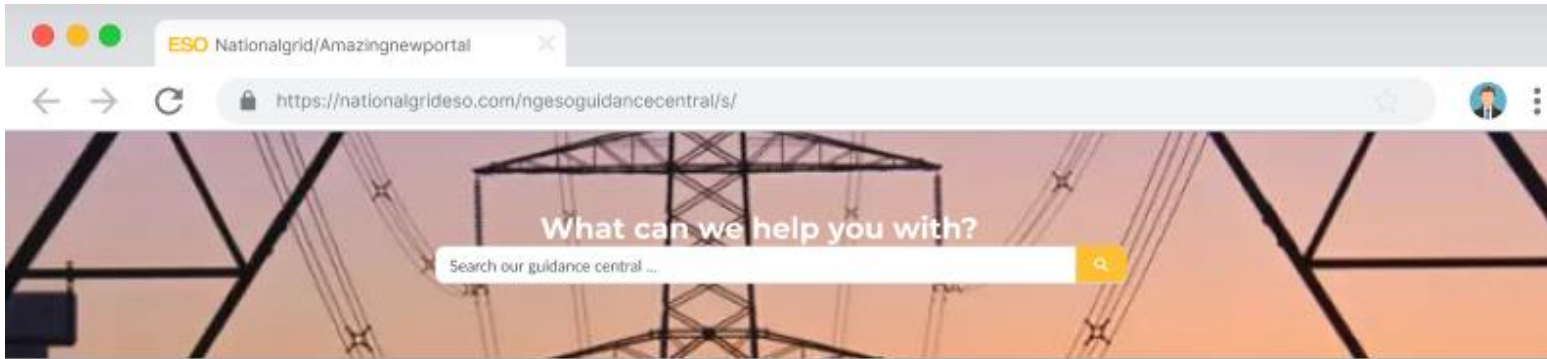 ESO Nationalgrid/Amazingnewportal
https://nationalgrideso.com/ngesoguidancecentral/s/
What can we help you with?
Search our guidance central ...